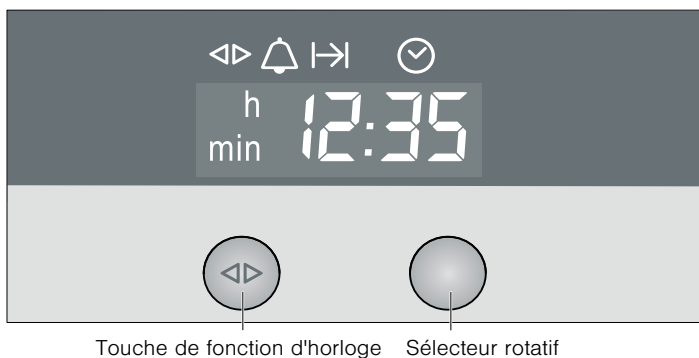 h
min
12:35
Touche de fonction d'horloge
Sélecteur rotatif